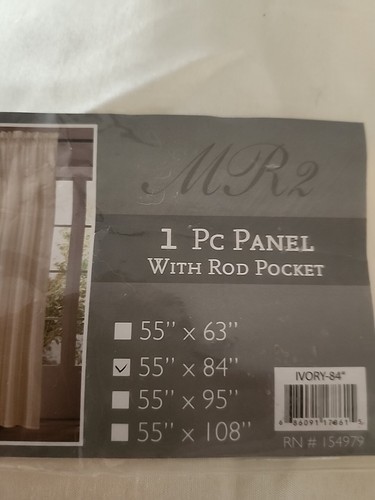 MR2
1 Pc Panel
With Rod Pocket
55" x 63"
55" x 84"
55" x 95"
55" x 108"
IVORY-84"
RN # 154979